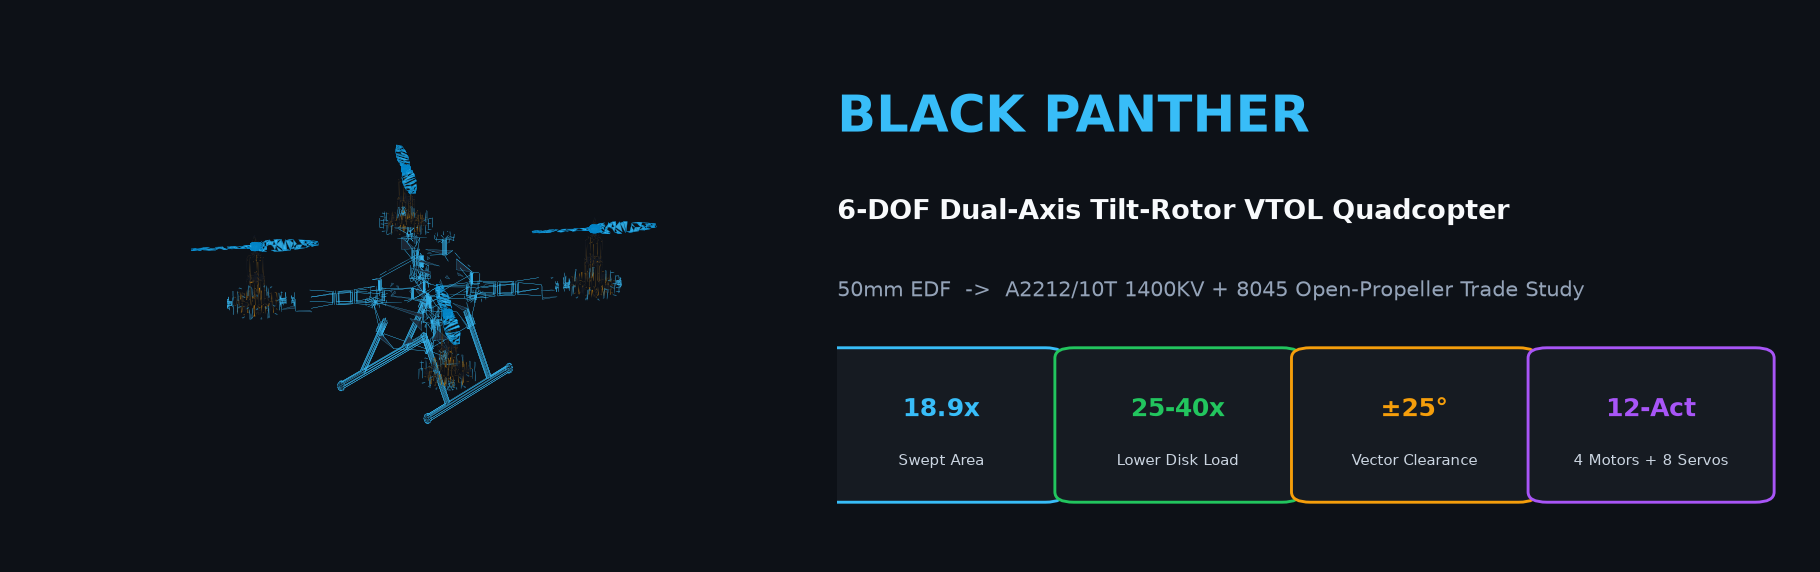 BLACK PANTHER
6-DOF Dual-Axis Tilt-Rotor VTOL Quadcopter
50mm EDF -> A2212/10T 1400KV + 8045 Open-Propeller Trade Study
18.9x
Swept Area
25-40x
Lower Disk Load
±25°
Vector Clearance
12-Act
4 Motors + 8 Servos